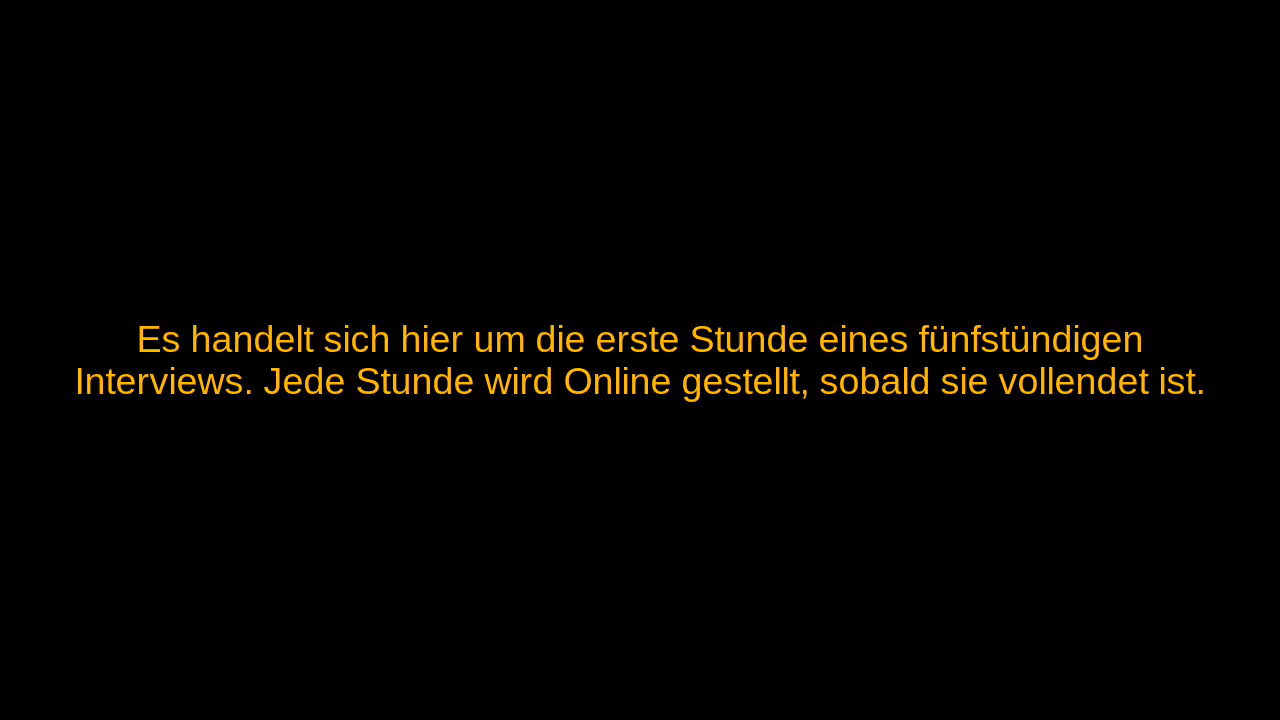 Es handelt sich hier um die erste Stunde eines fünfstündigen
Interviews. Jede Stunde wird Online gestellt, sobald sie vollendet ist.